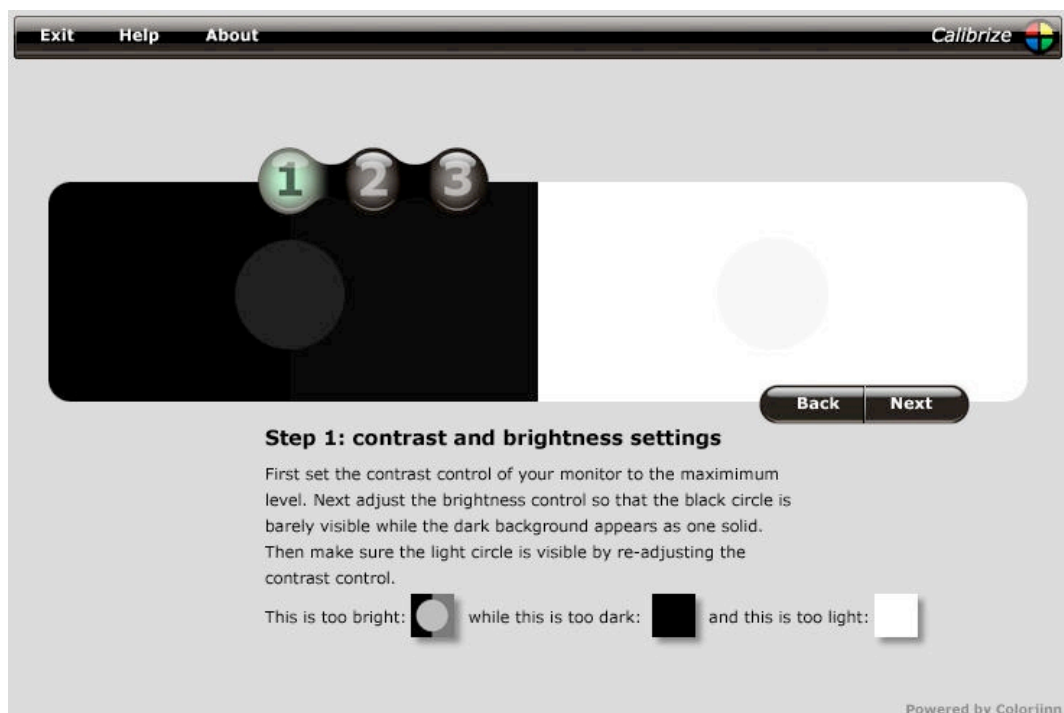 Exit Help About Calibrize
1 2 3
Back Next
Step 1: contrast and brightness settings
First set the contrast control of your monitor to the maximimum
level. Next adjust the brightness control so that the black circle is
barely visible while the dark background appears as one solid.
Then make sure the light circle is visible by re-adjusting the
contrast control.
This is too bright: while this is too dark: and this is too light:
Powered by Colorjinn